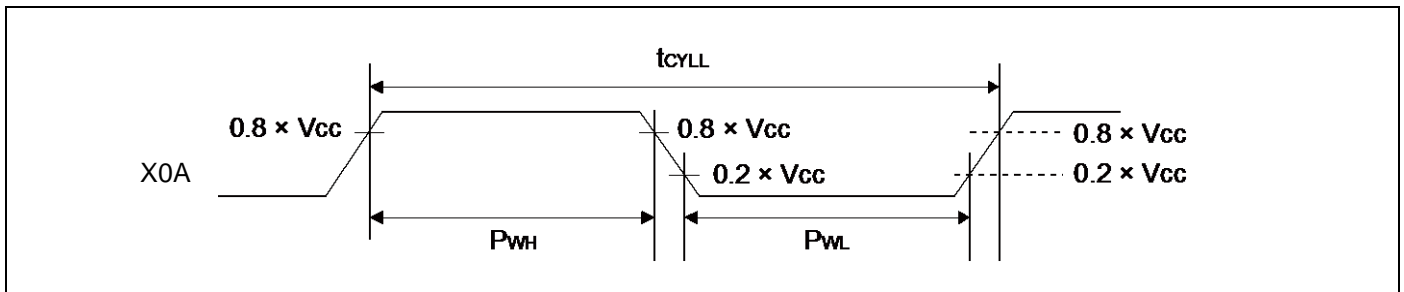 tCYLL
0.8 × Vcc
0.8 × Vcc
0.8 × Vcc
X0A
0.2 × Vcc
0.2 × Vcc
PWH
PWL